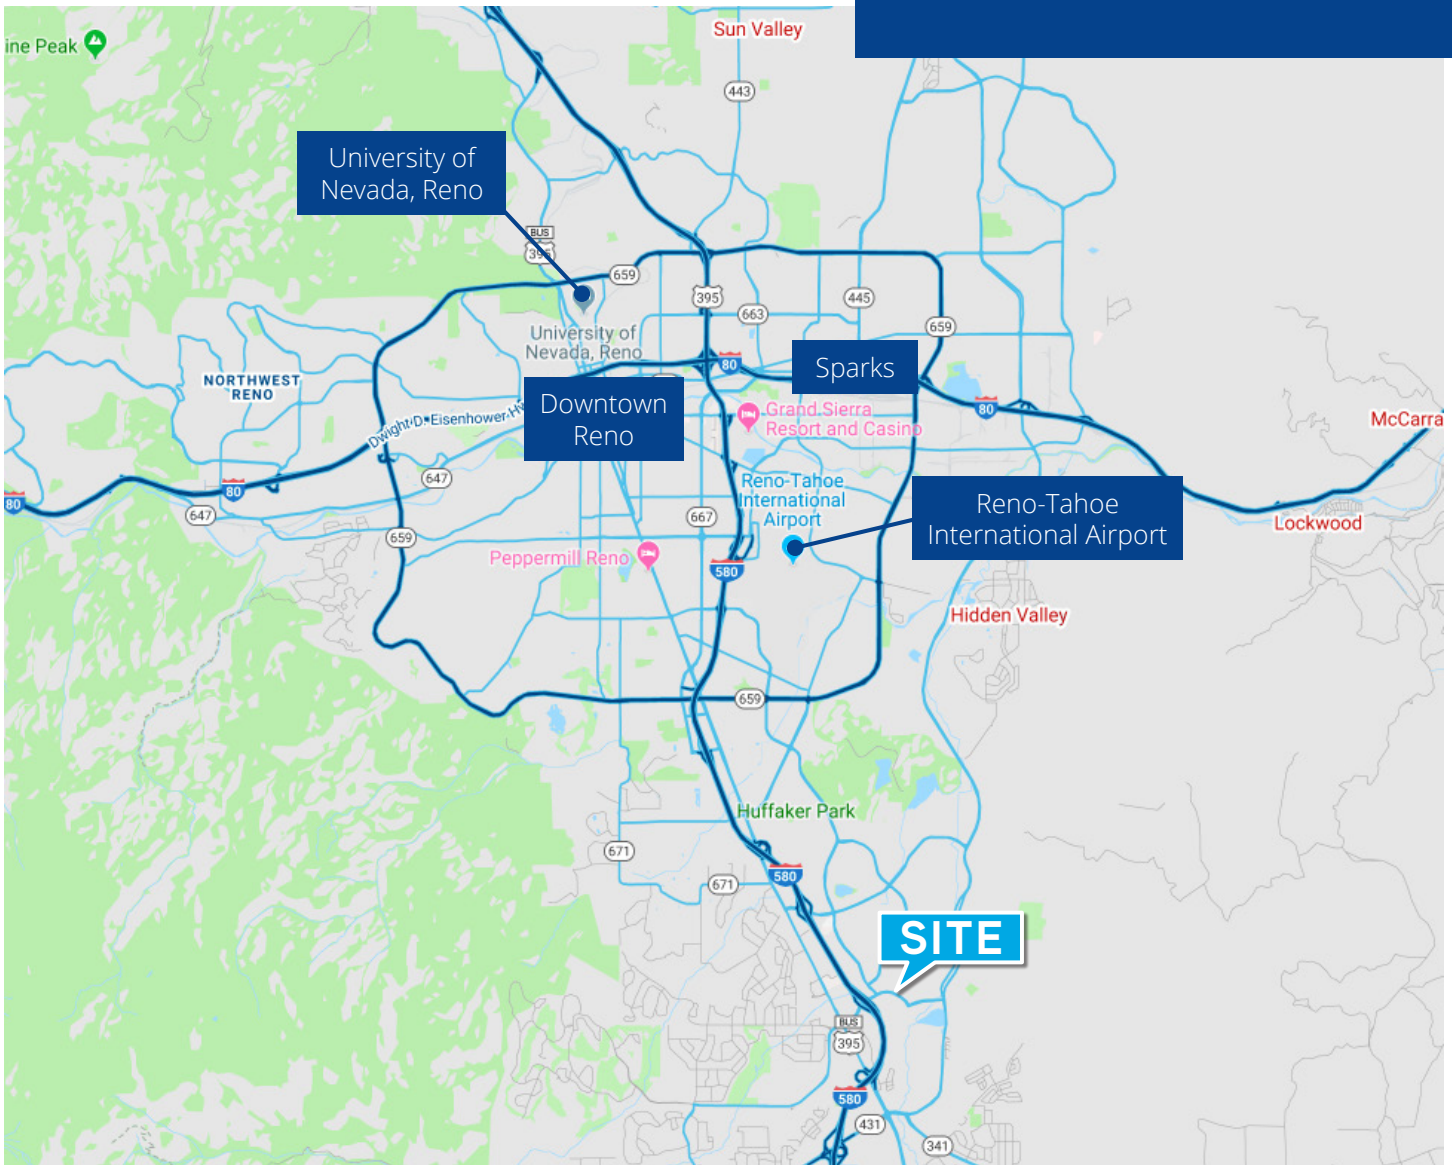 Sun Valley
ine Peak
443
University of
Nevada, Reno
BUS
395
659
395
445
663
659
University of
Nevada, Reno
80
Sparks
NORTHWEST
RENO
Downtown
Reno
80
Grand Sierra
Resort and Casino
McCarra
Dwight D Eisenhower Hw
647
80
80
647
667
Reno-Tahoe
International
Airport
Reno-Tahoe
International Airport
Lockwood
659
Peppermill Reno
580
Hidden Valley
659
Huffaker Park
671
671
580
SITE
BUS
395
580
431
341